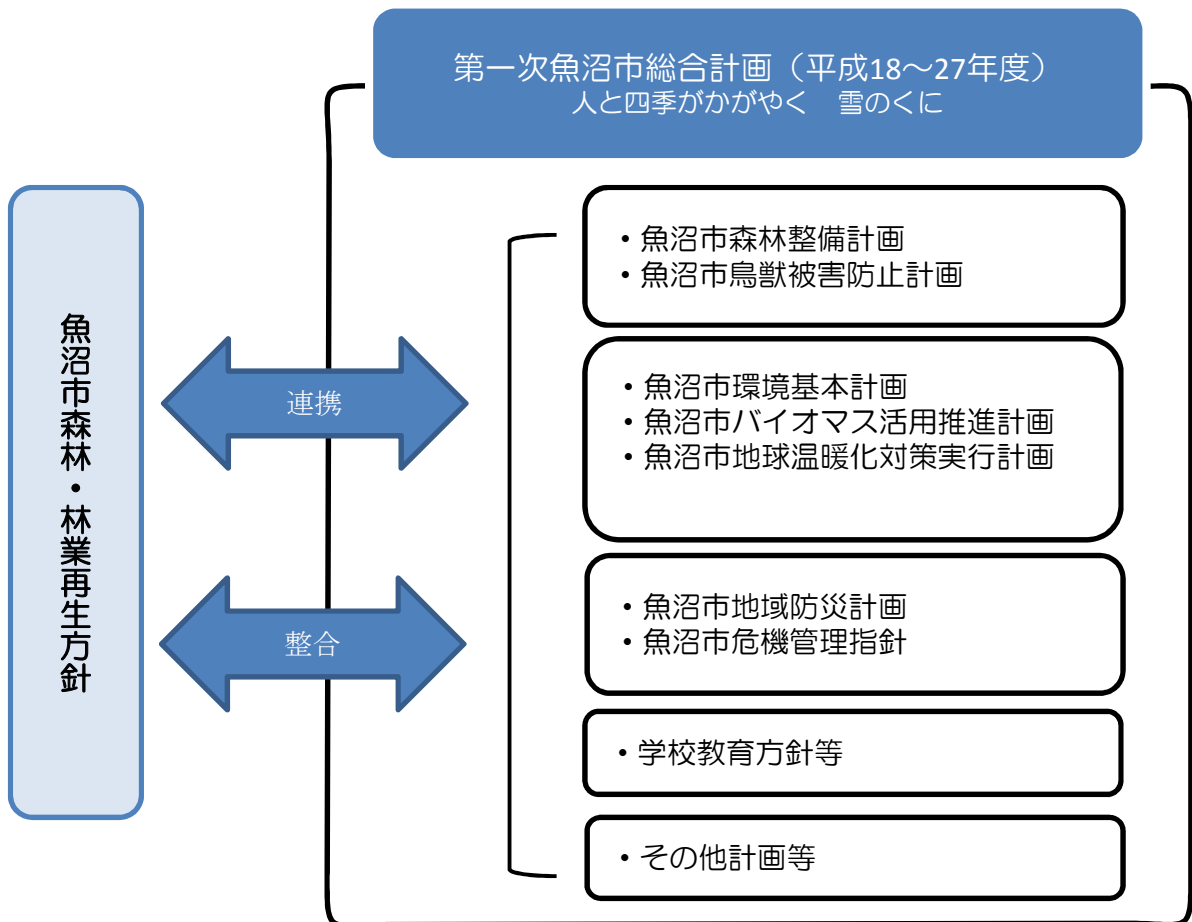 第一次魚沼市総合計画（平成18～27年度）
人と四季がかがやく　雪のくに
魚沼市森林・林業再生方針
連携
整合
・魚沼市森林整備計画
・魚沼市鳥獣被害防止計画
・魚沼市環境基本計画
・魚沼市バイオマス活用推進計画
・魚沼市地球温暖化対策実行計画
・魚沼市地域防災計画
・魚沼市危機管理指針
・学校教育方針等
・その他計画等